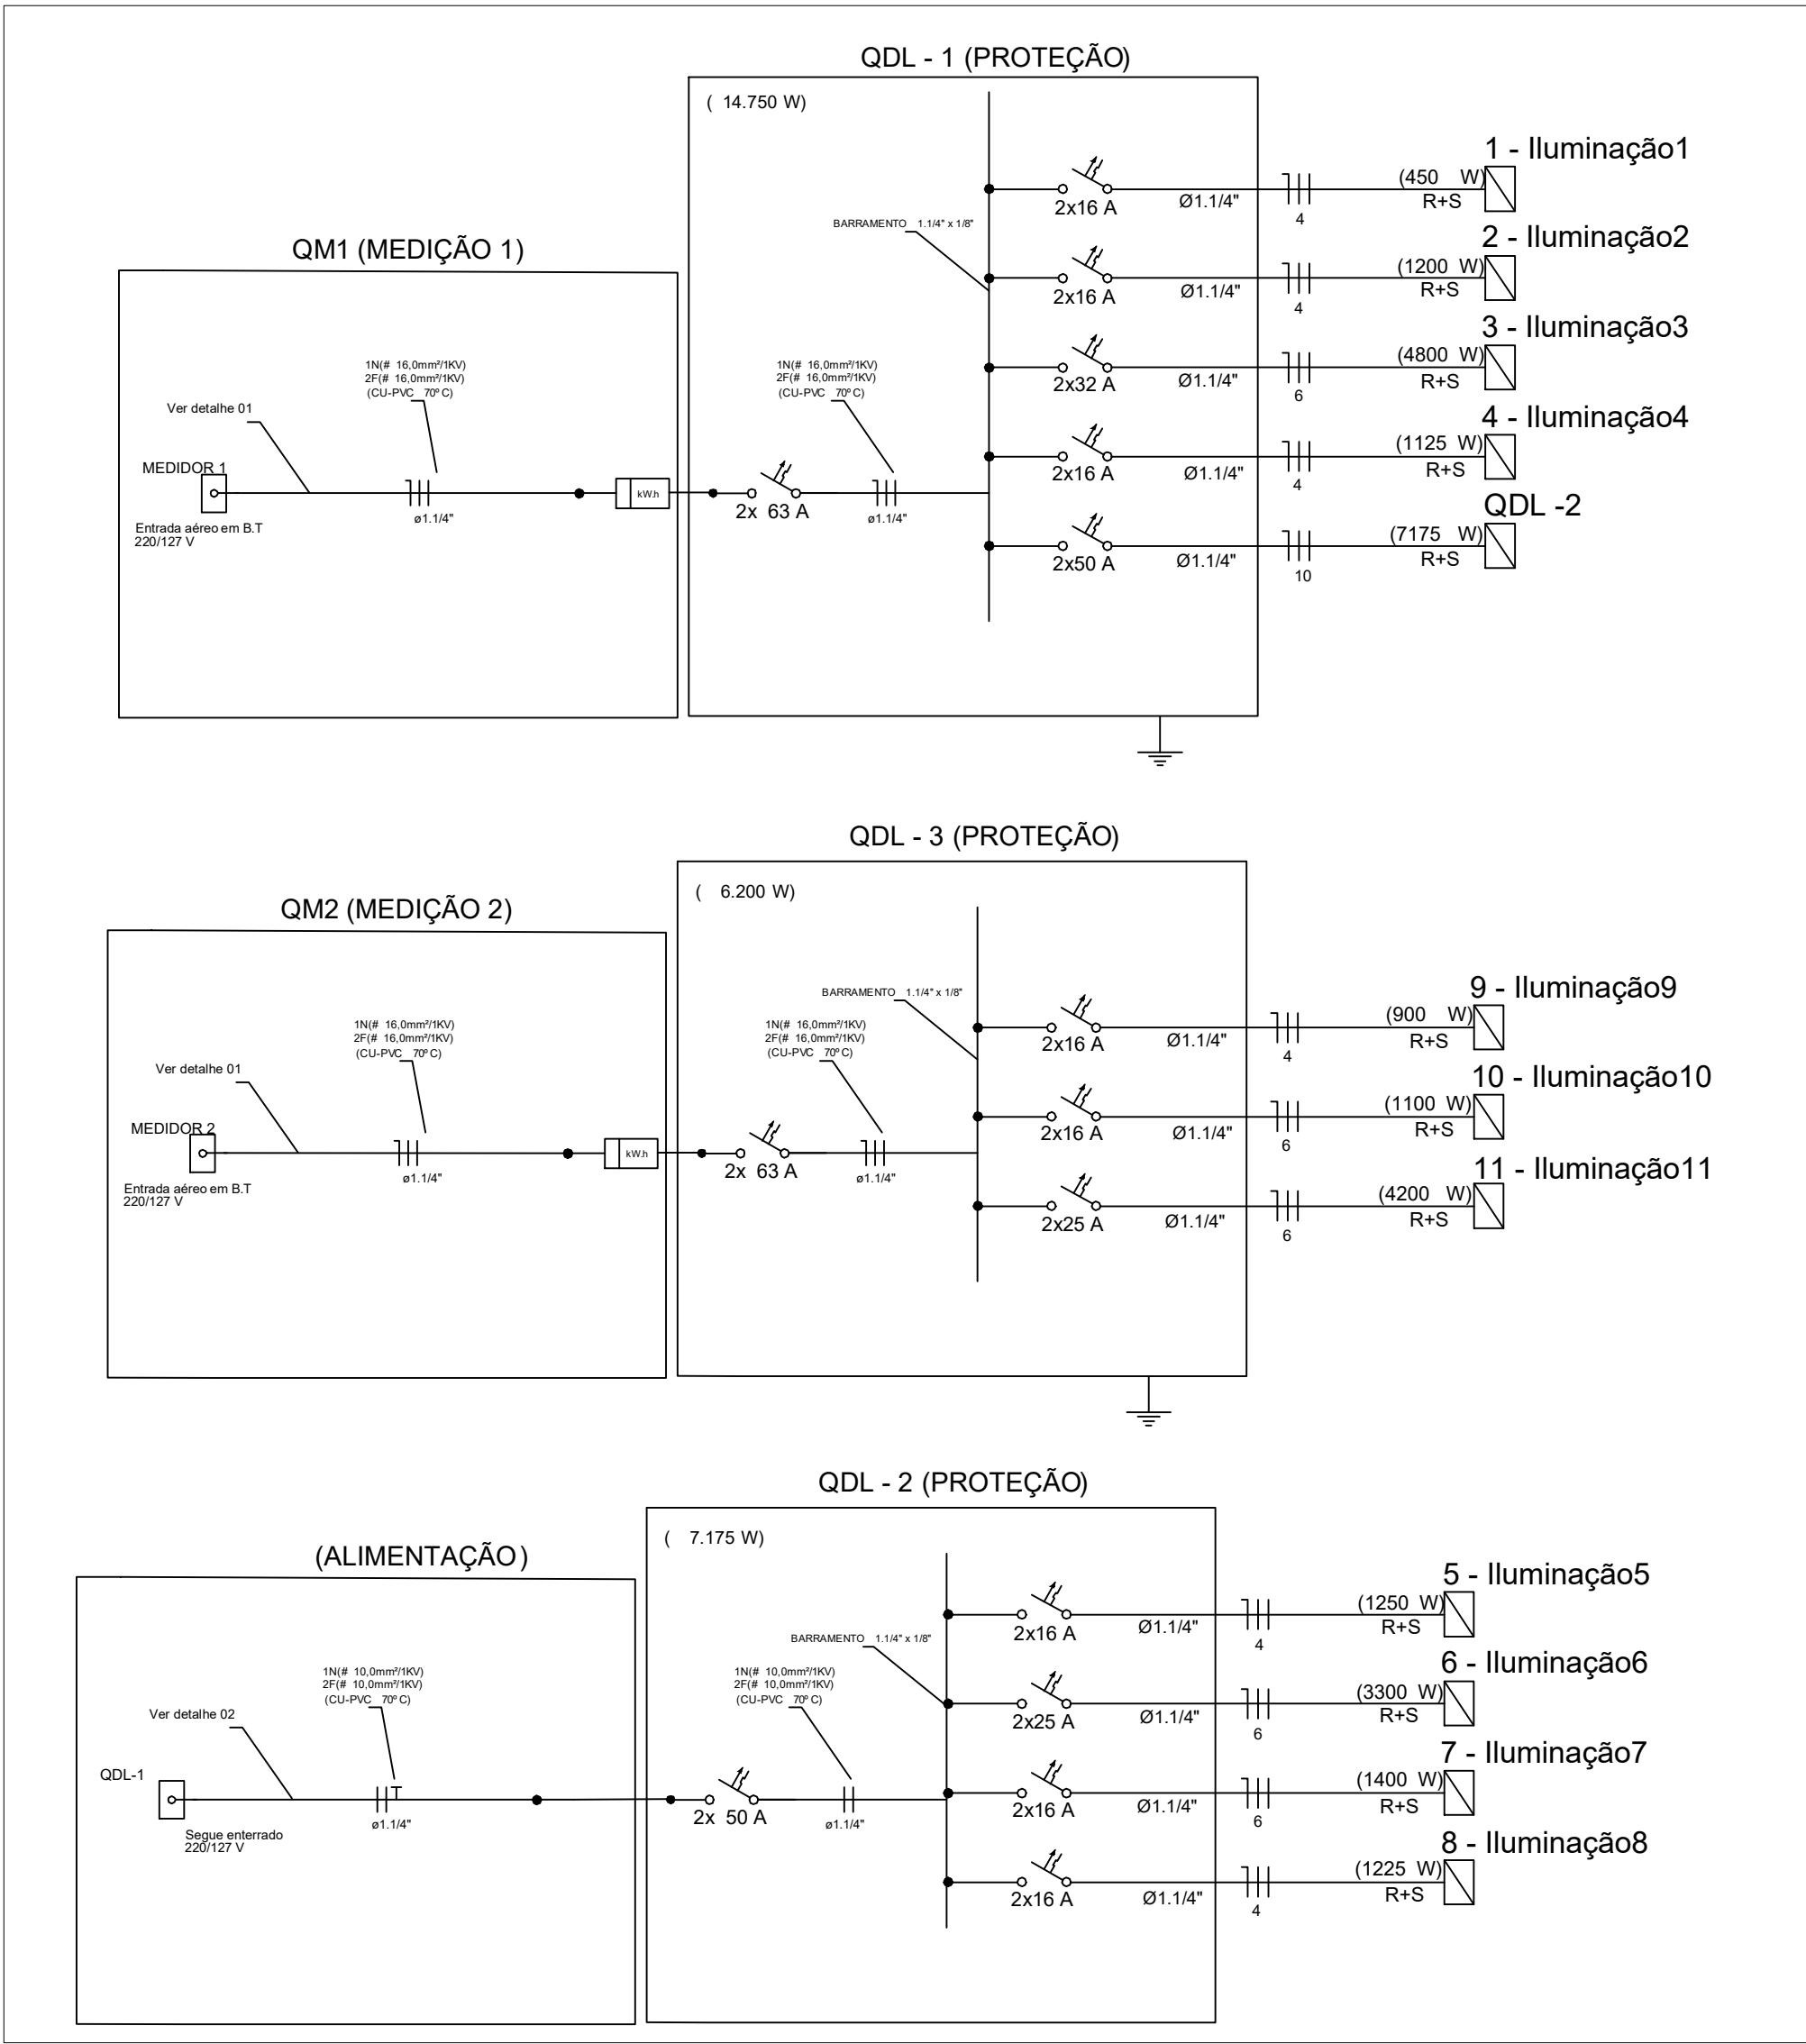 QDL - 1 (PROTEÇÃO)
( 14.750 W)
1 - Iluminação1
(450 W)
R+S
2x16 A
Ø1.1/4"
4
BARRAMENTO 1.1/4" x 1/8"
2 - Iluminação2
(1200 W)
R+S
2x16 A
Ø1.1/4"
4
3 - Iluminação3
(4800 W)
R+S
2x32 A
Ø1.1/4"
6
4 - Iluminação4
(1125 W)
R+S
2x16 A
Ø1.1/4"
4
QDL -2
(7175 W)
R+S
2x50 A
Ø1.1/4"
10
QM1 (MEDIÇÃO 1)
1N(# 16,0mm²/1KV)
2F(# 16,0mm²/1KV)
(CU-PVC 70º C)
Ver detalhe 01
MEDIDOR 1
ø1.1/4"
Entrada aéreo em B.T
220/127 V
kW.h
2x 63 A
1N(# 16,0mm²/1KV)
2F(# 16,0mm²/1KV)
(CU-PVC 70º C)
ø1.1/4"
QDL - 3 (PROTEÇÃO)
( 6.200 W)
BARRAMENTO 1.1/4" x 1/8"
9 - Iluminação9
(900 W)
R+S
2x16 A
Ø1.1/4"
4
10 - Iluminação10
(1100 W)
R+S
2x16 A
Ø1.1/4"
6
11 - Iluminação11
(4200 W)
R+S
2x25 A
Ø1.1/4"
6
QM2 (MEDIÇÃO 2)
1N(# 16,0mm²/1KV)
2F(# 16,0mm²/1KV)
(CU-PVC 70º C)
Ver detalhe 01
MEDIDOR 2
ø1.1/4"
Entrada aéreo em B.T
220/127 V
kW.h
2x 63 A
1N(# 16,0mm²/1KV)
2F(# 16,0mm²/1KV)
(CU-PVC 70º C)
ø1.1/4"
QDL - 2 (PROTEÇÃO)
( 7.175 W)
BARRAMENTO 1.1/4" x 1/8"
5 - Iluminação5
(1250 W)
R+S
2x16 A
Ø1.1/4"
4
6 - Iluminação6
(3300 W)
R+S
2x25 A
Ø1.1/4"
6
7 - Iluminação7
(1400 W)
R+S
2x16 A
Ø1.1/4"
6
8 - Iluminação8
(1225 W)
R+S
2x16 A
Ø1.1/4"
4
(ALIMENTAÇÃO)
1N(# 10,0mm²/1KV)
2F(# 10,0mm²/1KV)
(CU-PVC 70º C)
Ver detalhe 02
QDL-1
ø1.1/4"
Segue enterrado
220/127 V
2x 50 A
1N(# 10,0mm²/1KV)
2F(# 10,0mm²/1KV)
(CU-PVC 70º C)
ø1.1/4"